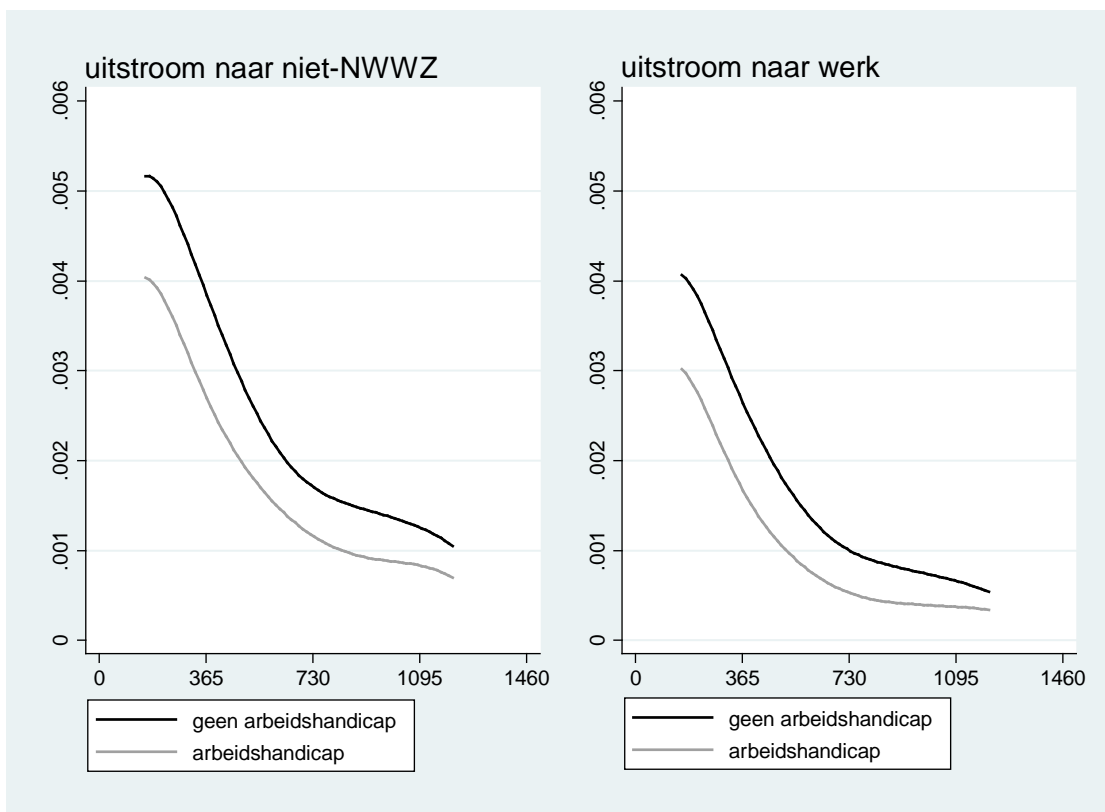 uitstroom naar niet-NWWZ
.006
.005
.004
.003
.002
.001
0
0 365 730 1095 1460
geen arbeidshandicap
arbeidshandicap
uitstroom naar werk
.006
.005
.004
.003
.002
.001
0
0 365 730 1095 1460
geen arbeidshandicap
arbeidshandicap